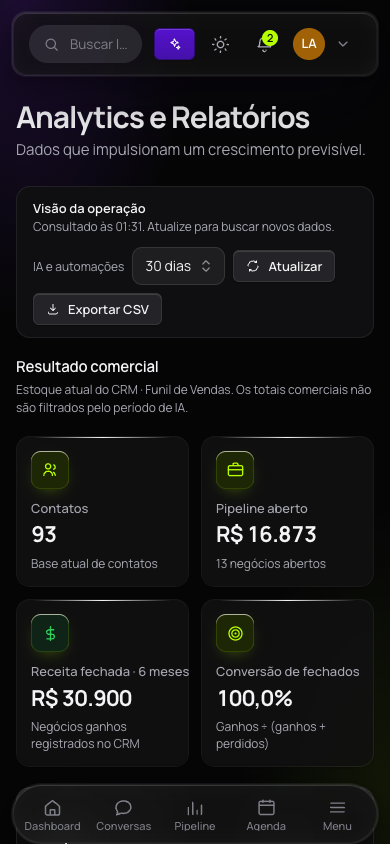 Buscar l...
2
LA
Analytics e Relatórios
Dados que impulsionam um crescimento previsível.
Visão da operação
Consultado às 01:31. Atualize para buscar novos dados.
IA e automações
30 dias
Atualizar
Exportar CSV
Resultado comercial
Estoque atual do CRM · Funil de Vendas. Os totais comerciais não
são filtrados pelo período de IA.
Contatos
93
Base atual de contatos
Pipeline aberto
R$ 16.873
13 negócios abertos
Receita fechada · 6 meses
R$ 30.900
Negócios ganhos
registrados no CRM
Conversão de fechados
100,0%
Ganhos ÷ (ganhos +
perdidos)
Dashboard
Conversas
Pipeline
Agenda
Menu